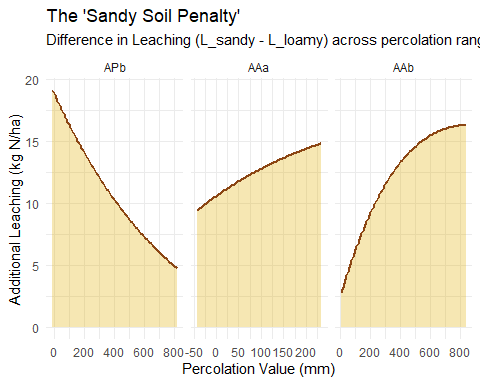 The 'Sandy Soil Penalty'
Difference in Leaching (L_sandy - L_loamy) across percolation rang
APb AAa AAb
20
15
10
5
0
Additional Leaching (kg N/ha)
0 200 400 600 800 -50 0 50 100 150 200 0 200 400 600 800
Percolation Value (mm)